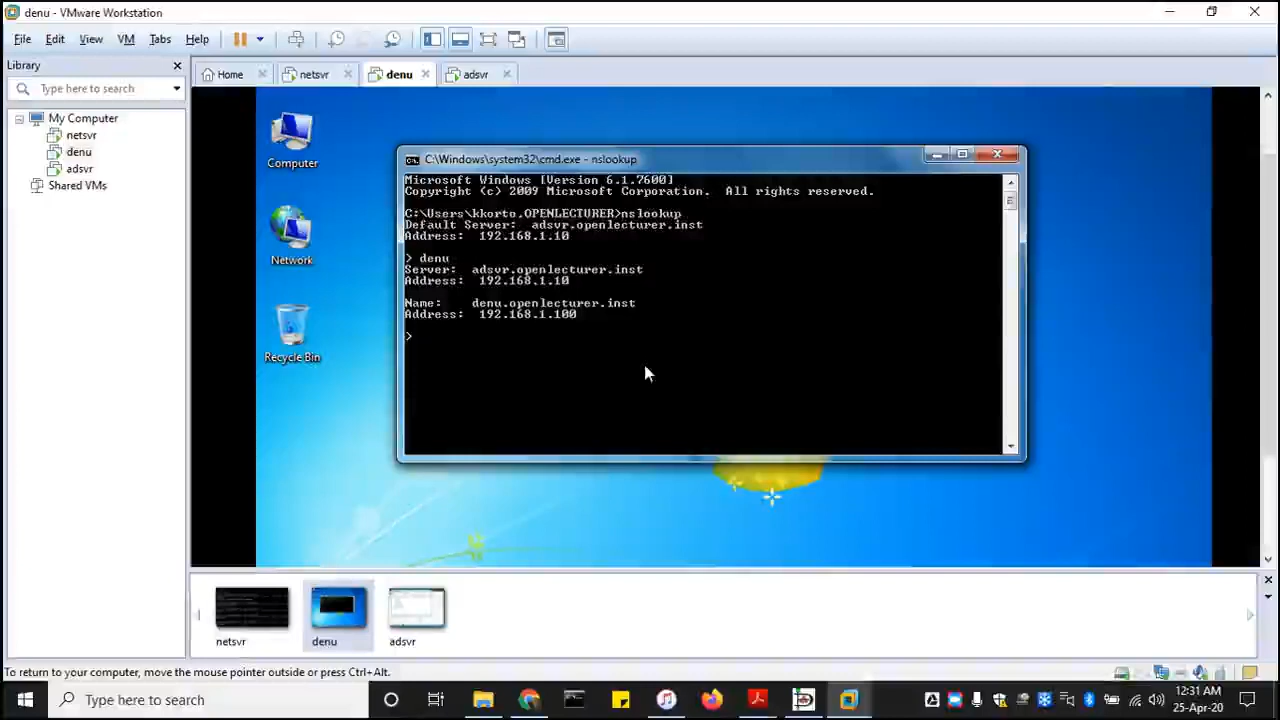 denu - VMware Workstation
File Edit View VM Tabs Help
Library
Type here to search
My Computer
netsvr
denu
adsvr
Shared VMs
Home
netsvr
denu
adsvr
Computer
Network
Recycle Bin
C:\Windows\system32\cmd.exe - nslookup
Microsoft Windows [Version 6.1.7600]
Copyright (c) 2009 Microsoft Corporation.  All rights reserved.
C:\Users\kkorto.OPENLECTURER>nslookup
Default Server:  adsvr.openlecturer.inst
Address:  192.168.1.10
> denu
Server:  adsvr.openlecturer.inst
Address:  192.168.1.10
Name:    denu.openlecturer.inst
Address:  192.168.1.100
>
netsvr
denu
adsvr
To return to your computer, move the mouse pointer outside or press Ctrl+Alt.
Type here to search
12:31 AM
25-Apr-20